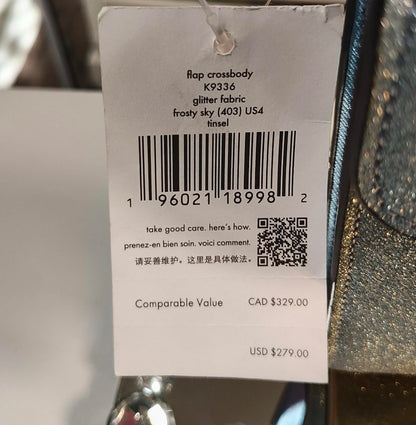 flap crossbody
K9336
glitter fabric
frosty sky (403) US4
tinsel
1 96021 18998 2
take good care. here's how.
prenez-en bien soin. voici comment.
请妥善维护。这里是具体做法。
Comparable Value CAD $329.00
USD $279.00